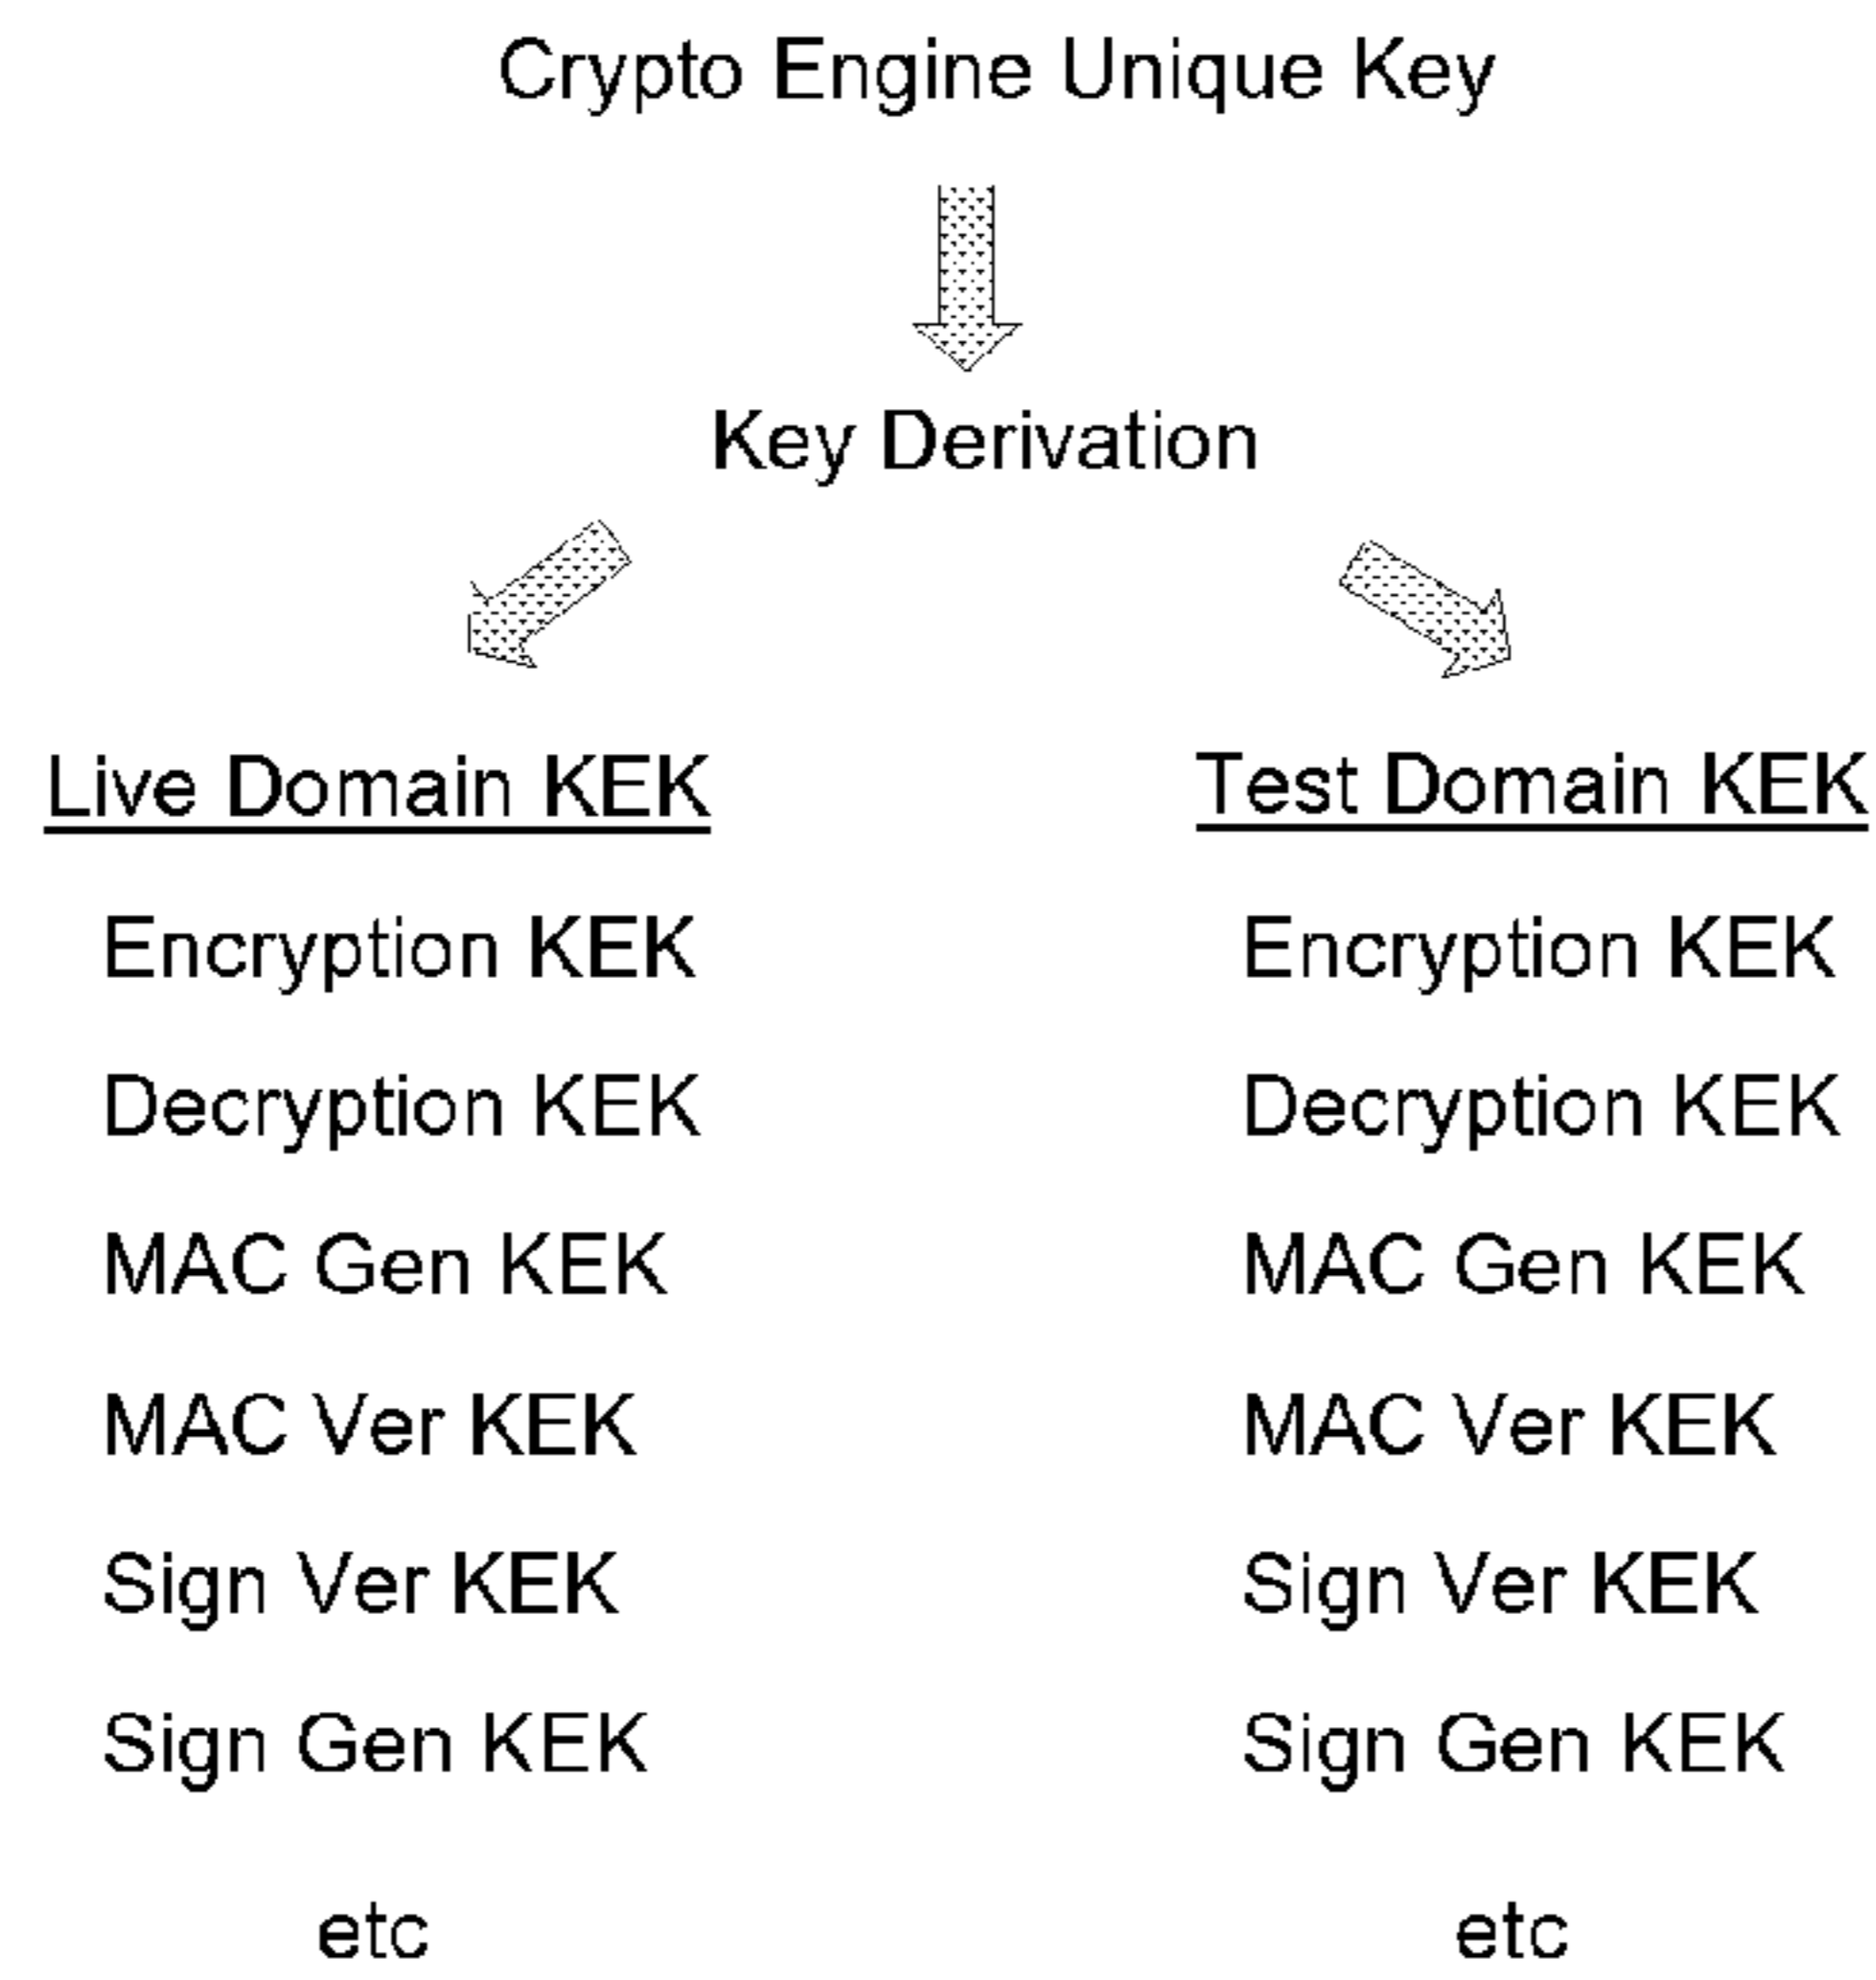 Crypto Engine Unique Key
Key Derivation
Live Domain KEK
Encryption KEK
Decryption KEK
MAC Gen KEK
MAC Ver KEK
Sign Ver KEK
Sign Gen KEK
etc
Test Domain KEK
Encryption KEK
Decryption KEK
MAC Gen KEK
MAC Ver KEK
Sign Ver KEK
Sign Gen KEK
etc